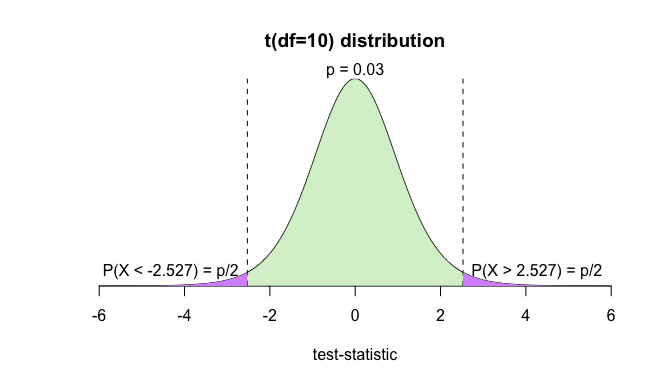 t(df=10) distribution
p = 0.03
P(X < -2.527) = p/2
P(X > 2.527) = p/2
-6 -4 -2 0 2 4 6
test-statistic